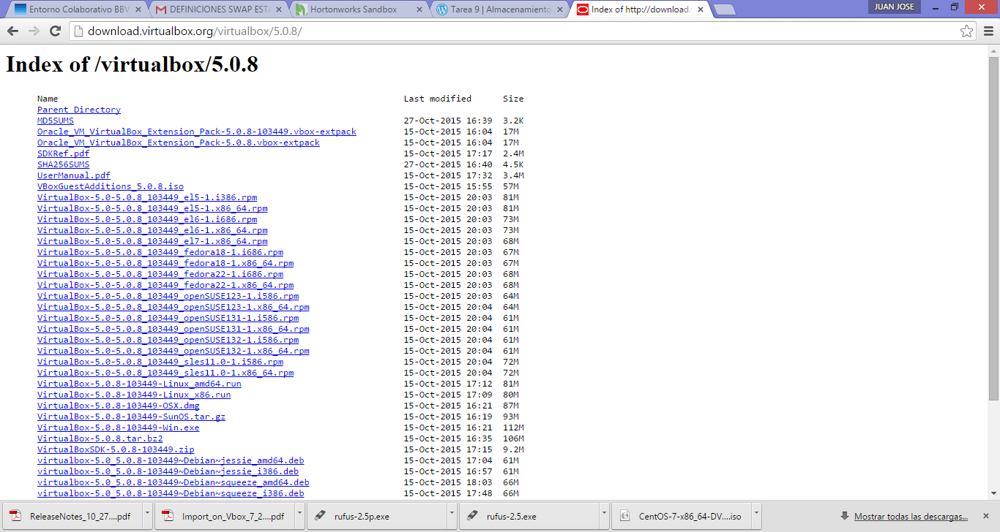 Entorno Colaborativo BBV
DEFINICIONES SWAP EST
Hortonworks Sandbox
Tarea 9 | Almacenamiento
Index of http://download.
JUAN JOSE
download.virtualbox.org/virtualbox/5.0.8/
Index of /virtualbox/5.0.8
Name Last modified Size
Parent Directory
MD5SUMS 27-Oct-2015 16:39 3.2K
Oracle_VM_VirtualBox_Extension_Pack-5.0.8-103449.vbox-extpack 15-Oct-2015 16:04 17M
Oracle_VM_VirtualBox_Extension_Pack-5.0.8.vbox-extpack 15-Oct-2015 16:04 17M
SDKRef.pdf 15-Oct-2015 17:17 2.4M
SHA256SUMS 27-Oct-2015 16:40 4.5K
UserManual.pdf 15-Oct-2015 17:32 3.4M
VBoxGuestAdditions_5.0.8.iso 15-Oct-2015 15:55 57M
VirtualBox-5.0-5.0.8_103449_el5-1.i386.rpm 15-Oct-2015 20:03 81M
VirtualBox-5.0-5.0.8_103449_el5-1.x86_64.rpm 15-Oct-2015 20:03 81M
VirtualBox-5.0-5.0.8_103449_el6-1.i686.rpm 15-Oct-2015 20:03 73M
VirtualBox-5.0-5.0.8_103449_el6-1.x86_64.rpm 15-Oct-2015 20:03 73M
VirtualBox-5.0-5.0.8_103449_el7-1.x86_64.rpm 15-Oct-2015 20:03 68M
VirtualBox-5.0-5.0.8_103449_fedora18-1.i686.rpm 15-Oct-2015 20:03 67M
VirtualBox-5.0-5.0.8_103449_fedora18-1.x86_64.rpm 15-Oct-2015 20:03 67M
VirtualBox-5.0-5.0.8_103449_fedora22-1.i686.rpm 15-Oct-2015 20:03 68M
VirtualBox-5.0-5.0.8_103449_fedora22-1.x86_64.rpm 15-Oct-2015 20:03 68M
VirtualBox-5.0-5.0.8_103449_openSUSE123-1.i586.rpm 15-Oct-2015 20:03 64M
VirtualBox-5.0-5.0.8_103449_openSUSE123-1.x86_64.rpm 15-Oct-2015 20:04 64M
VirtualBox-5.0-5.0.8_103449_openSUSE131-1.i586.rpm 15-Oct-2015 20:04 61M
VirtualBox-5.0-5.0.8_103449_openSUSE131-1.x86_64.rpm 15-Oct-2015 20:04 61M
VirtualBox-5.0-5.0.8_103449_openSUSE132-1.i586.rpm 15-Oct-2015 20:04 61M
VirtualBox-5.0-5.0.8_103449_openSUSE132-1.x86_64.rpm 15-Oct-2015 20:04 61M
VirtualBox-5.0-5.0.8_103449_sles11.0-1.i586.rpm 15-Oct-2015 20:04 72M
VirtualBox-5.0-5.0.8_103449_sles11.0-1.x86_64.rpm 15-Oct-2015 20:04 72M
VirtualBox-5.0.8-103449-Linux_amd64.run 15-Oct-2015 17:12 81M
VirtualBox-5.0.8-103449-Linux_x86.run 15-Oct-2015 17:09 80M
VirtualBox-5.0.8-103449-OSX.dmg 15-Oct-2015 16:21 87M
VirtualBox-5.0.8-103449-SunOS.tar.gz 15-Oct-2015 16:19 93M
VirtualBox-5.0.8-103449-Win.exe 15-Oct-2015 16:21 112M
VirtualBox-5.0.8.tar.bz2 15-Oct-2015 16:35 106M
VirtualBoxSDK-5.0.8-103449.zip 15-Oct-2015 17:15 9.2M
virtualbox-5.0_5.0.8-103449~Debian~jessie_amd64.deb 15-Oct-2015 17:04 61M
virtualbox-5.0_5.0.8-103449~Debian~jessie_i386.deb 15-Oct-2015 16:57 61M
virtualbox-5.0_5.0.8-103449~Debian~squeeze_amd64.deb 15-Oct-2015 18:03 66M
virtualbox-5.0_5.0.8-103449~Debian~squeeze_i386.deb 15-Oct-2015 17:48 66M
ReleaseNotes_10_27....pdf
Import_on_Vbox_7_2....pdf
rufus-2.5p.exe
rufus-2.5.exe
CentOS-7-x86_64-DV....iso
Mostrar todas las descargas...